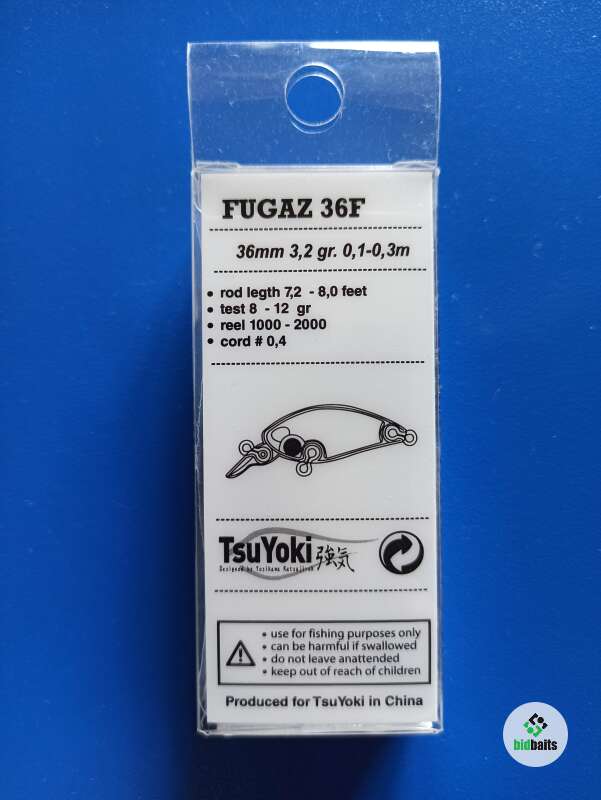 FUGAZ 36F
36mm 3,2 gr. 0,1-0,3m
• rod legth 7,2 - 8,0 feet
• test 8 - 12 gr
• reel 1000 - 2000
• cord # 0,4
TsuYoki 強気
Designed by
• use for fishing purposes only
• can be harmful if swallowed
• do not leave anattended
• keep out of reach of children
Produced for TsuYoki in China
bidbaits